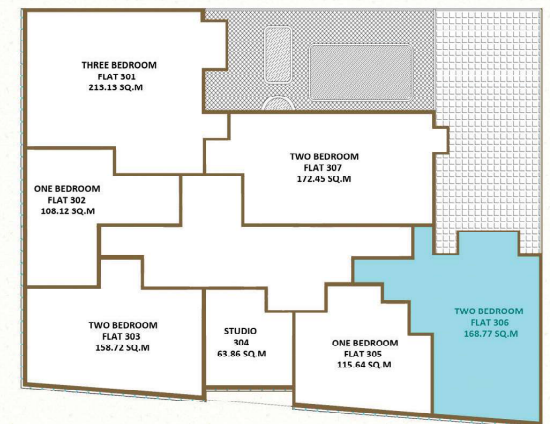 THREE BEDROOM
FLAT 301
213.13 SQ.M
TWO BEDROOM
FLAT 307
172.45 SQ.M
ONE BEDROOM
FLAT 302
108.12 SQ.M
TWO BEDROOM
FLAT 303
158.72 SQ.M
STUDIO
304
63.86 SQ.M
ONE BEDROOM
FLAT 305
115.64 SQ.M
TWO BEDROOM
FLAT 306
168.77 SQ.M